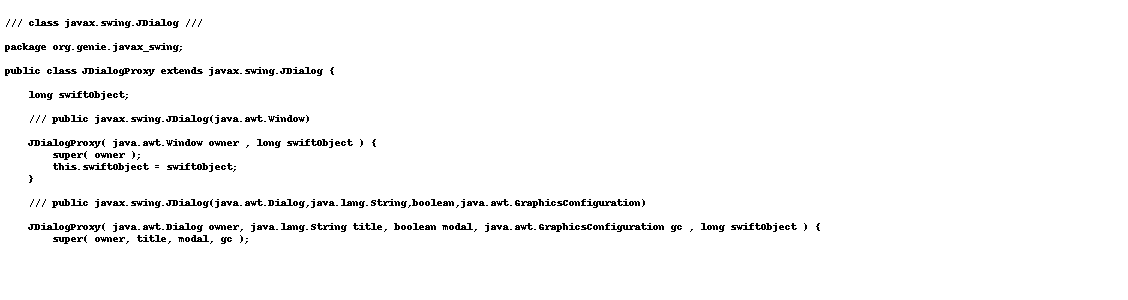 /// class javax.swing.JDialog ///
package org.genie.javax_swing;
public class JDialogProxy extends javax.swing.JDialog {
long swiftObject;
/// public javax.swing.JDialog(java.awt.Window)
JDialogProxy( java.awt.Window owner , long swiftObject ) {
super( owner );
this.swiftObject = swiftObject;
}
/// public javax.swing.JDialog(java.awt.Dialog,java.lang.String,boolean,java.awt.GraphicsConfiguration)
JDialogProxy( java.awt.Dialog owner, java.lang.String title, boolean modal, java.awt.GraphicsConfiguration gc , long swiftObject ) {
super( owner, title, modal, gc );